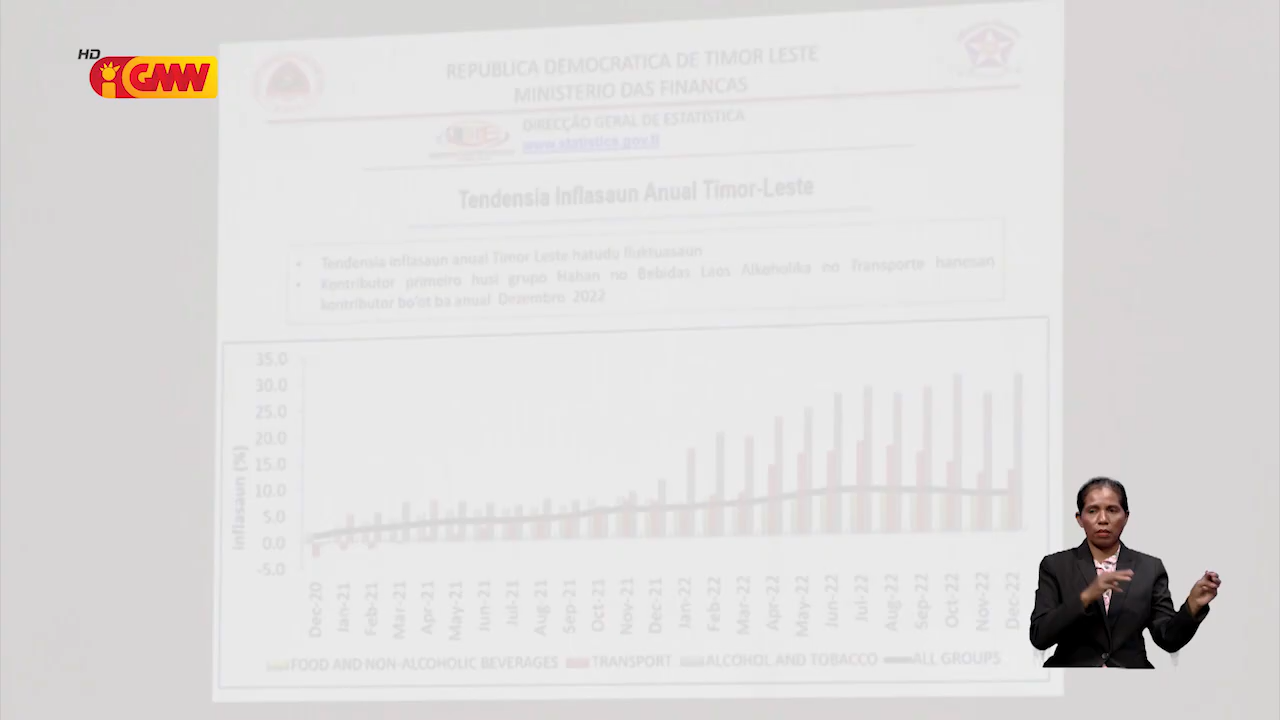 HD
GMN
REPUBLICA DEMOCRATICA DE TIMOR LESTE
MINISTERIO DAS FINANCAS
DIRECÇÃO GERAL DE ESTATISTICA
www.statistics.gov.tl
Tendensia Inflasaun Anual Timor-Leste
• Tendensia inflasaun anual Timor Leste hatudu fluktuasaun
• Kontributor primeiro husi grupo Hahan no Bebidas Laos Alkoholika no Transporte hanesan
kontributor bo'ot ba anual Dezembro 2022
Inflasaun (%)
35.0
30.0
25.0
20.0
15.0
10.0
5.0
0.0
-5.0
Dec-20 Jan-21 Feb-21 Mar-21 Apr-21 May-21 Jun-21 Jul-21 Aug-21 Sep-21 Oct-21 Nov-21 Dec-21 Jan-22 Feb-22 Mar-22 Apr-22 May-22 Jun-22 Jul-22 Aug-22 Sep-22 Oct-22 Nov-22 Dec-22
FOOD AND NON-ALCOHOLIC BEVERAGES TRANSPORT ALCOHOL AND TOBACCO ALL GROUPS